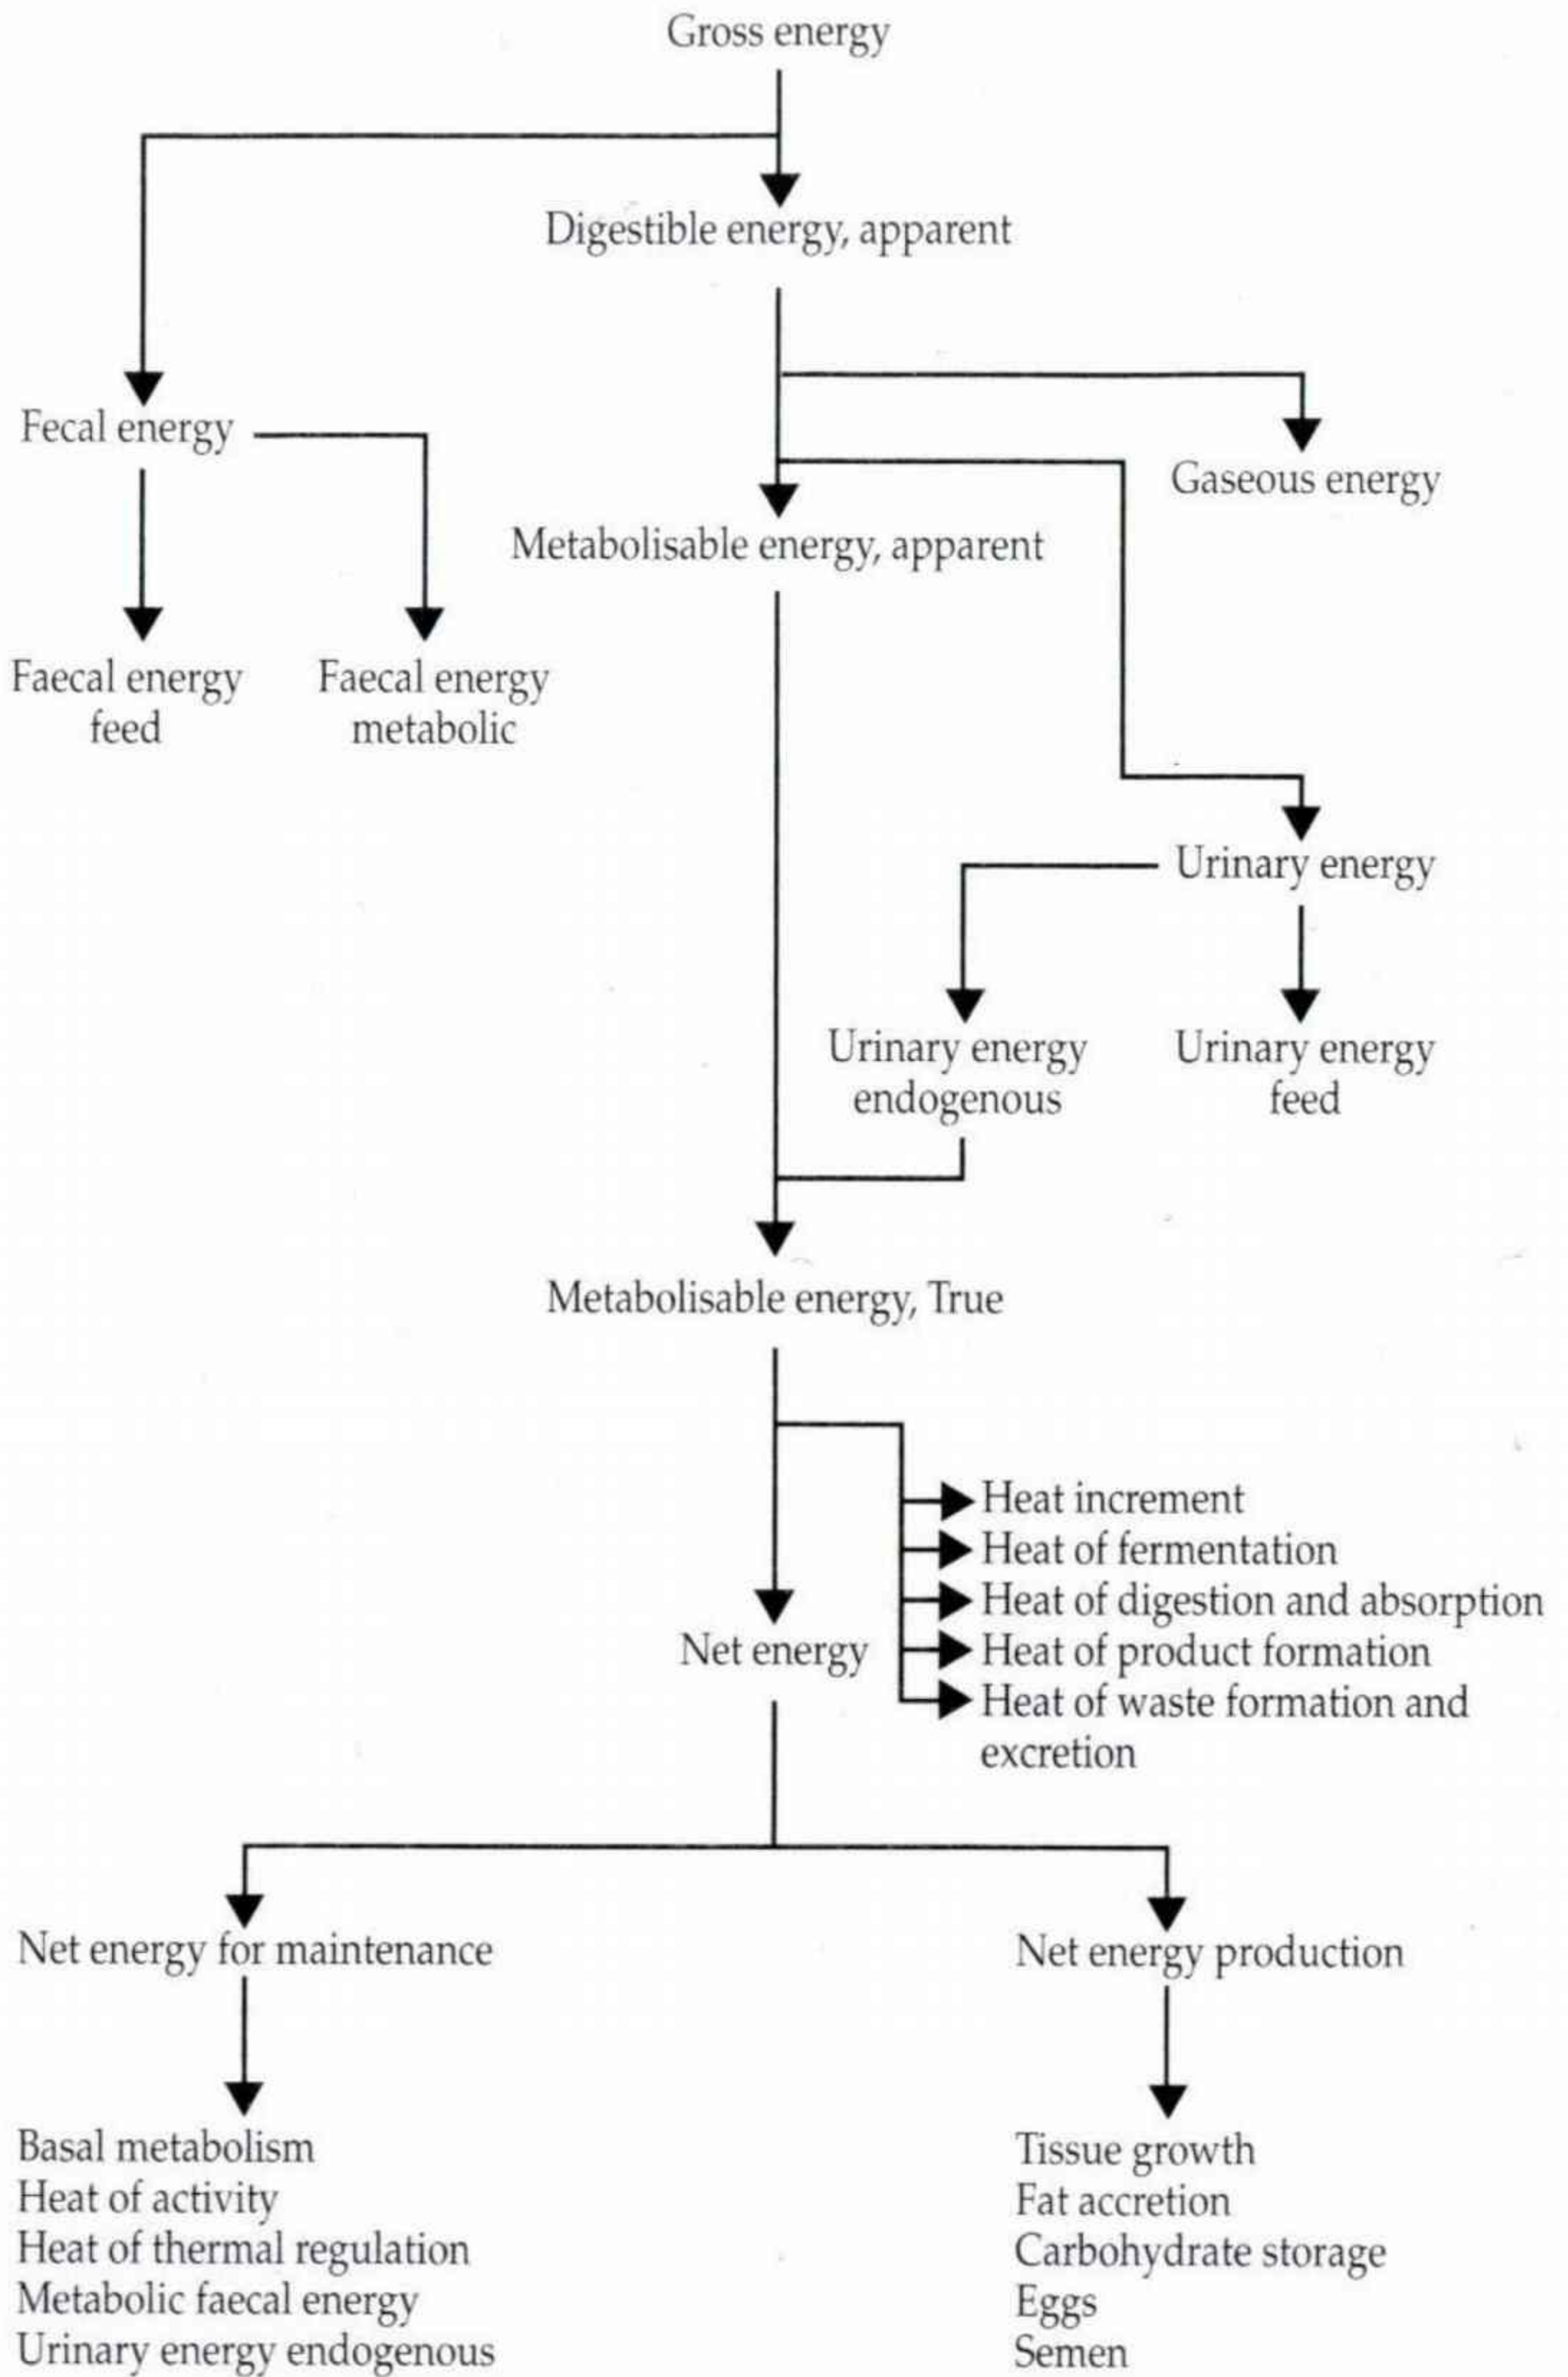 Gross energy
Digestible energy, apparent
Fecal energy
Gaseous energy
Metabolisable energy, apparent
Faecal energy
feed
Faecal energy
metabolic
Urinary energy
Urinary energy
endogenous
Urinary energy
feed
Metabolisable energy, True
Heat increment
Heat of fermentation
Heat of digestion and absorption
Net energy
Heat of product formation
Heat of waste formation and
excretion
Net energy for maintenance
Net energy production
Basal metabolism
Heat of activity
Heat of thermal regulation
Metabolic faecal energy
Urinary energy endogenous
Tissue growth
Fat accretion
Carbohydrate storage
Eggs
Semen